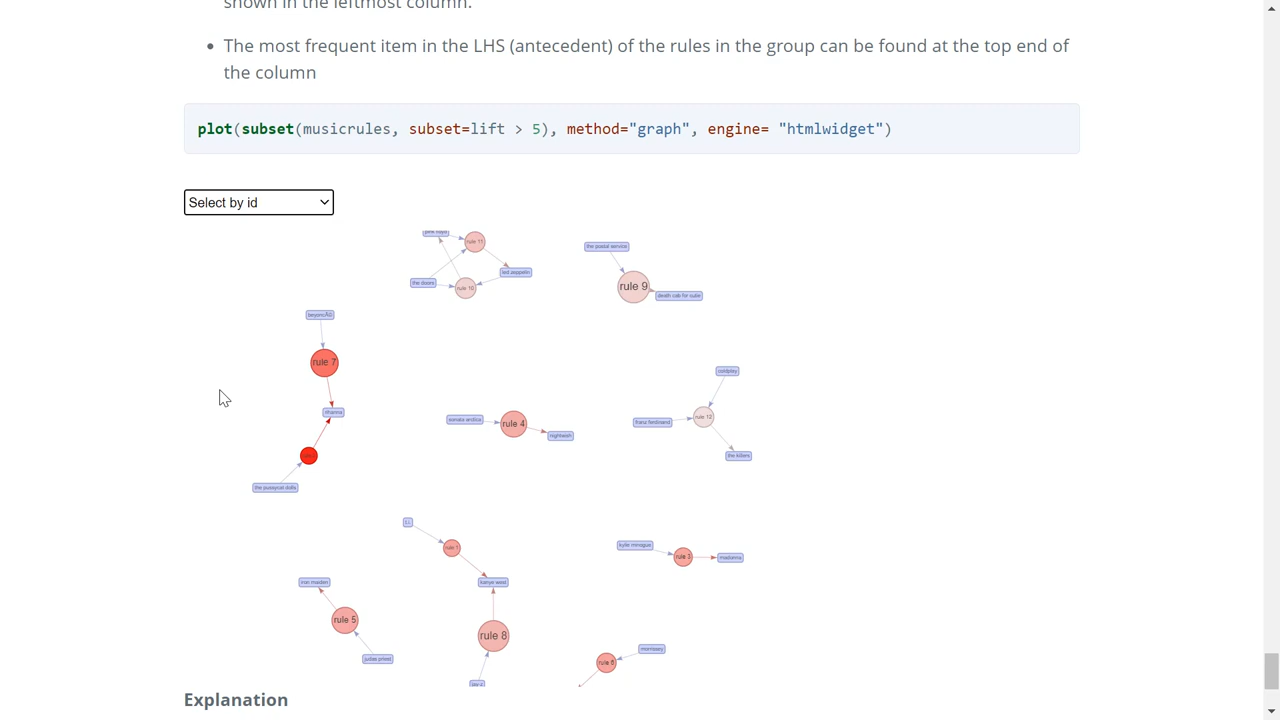 shown in the leftmost column.
The most frequent item in the LHS (antecedent) of the rules in the group can be found at the top end of
the column
plot(subset(musicrules, subset=lift > 5), method="graph", engine= "htmlwidget")
Select by id
pink floyd
rule 11
the postal service
led zeppelin
the doors
rule 10
rule 9
death cab for cutie
rule 7
coldplay
rihanna
sonata arctica
rule 4
nightwish
franz ferdinand
rule 12
the killers
the pussycat dolls
t.i.
rule 1
kylie minogue
rule 3
madonna
iron maiden
kanye west
rule 5
rule 8
judas priest
morrissey
rule 6
jay-z
Explanation